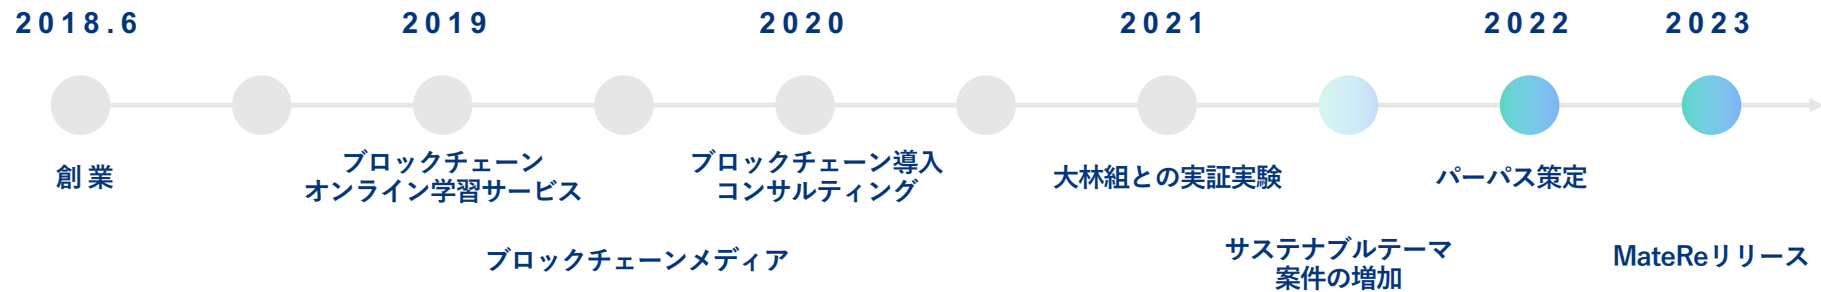 2018.6
2019
2020
2021
2022
2023
創業
ブロックチェーン
オンライン学習サービス
ブロックチェーン導入
コンサルティング
大林組との実証実験
パーパス策定
ブロックチェーンメディア
サステナブルテーマ
案件の増加
MateReリリース